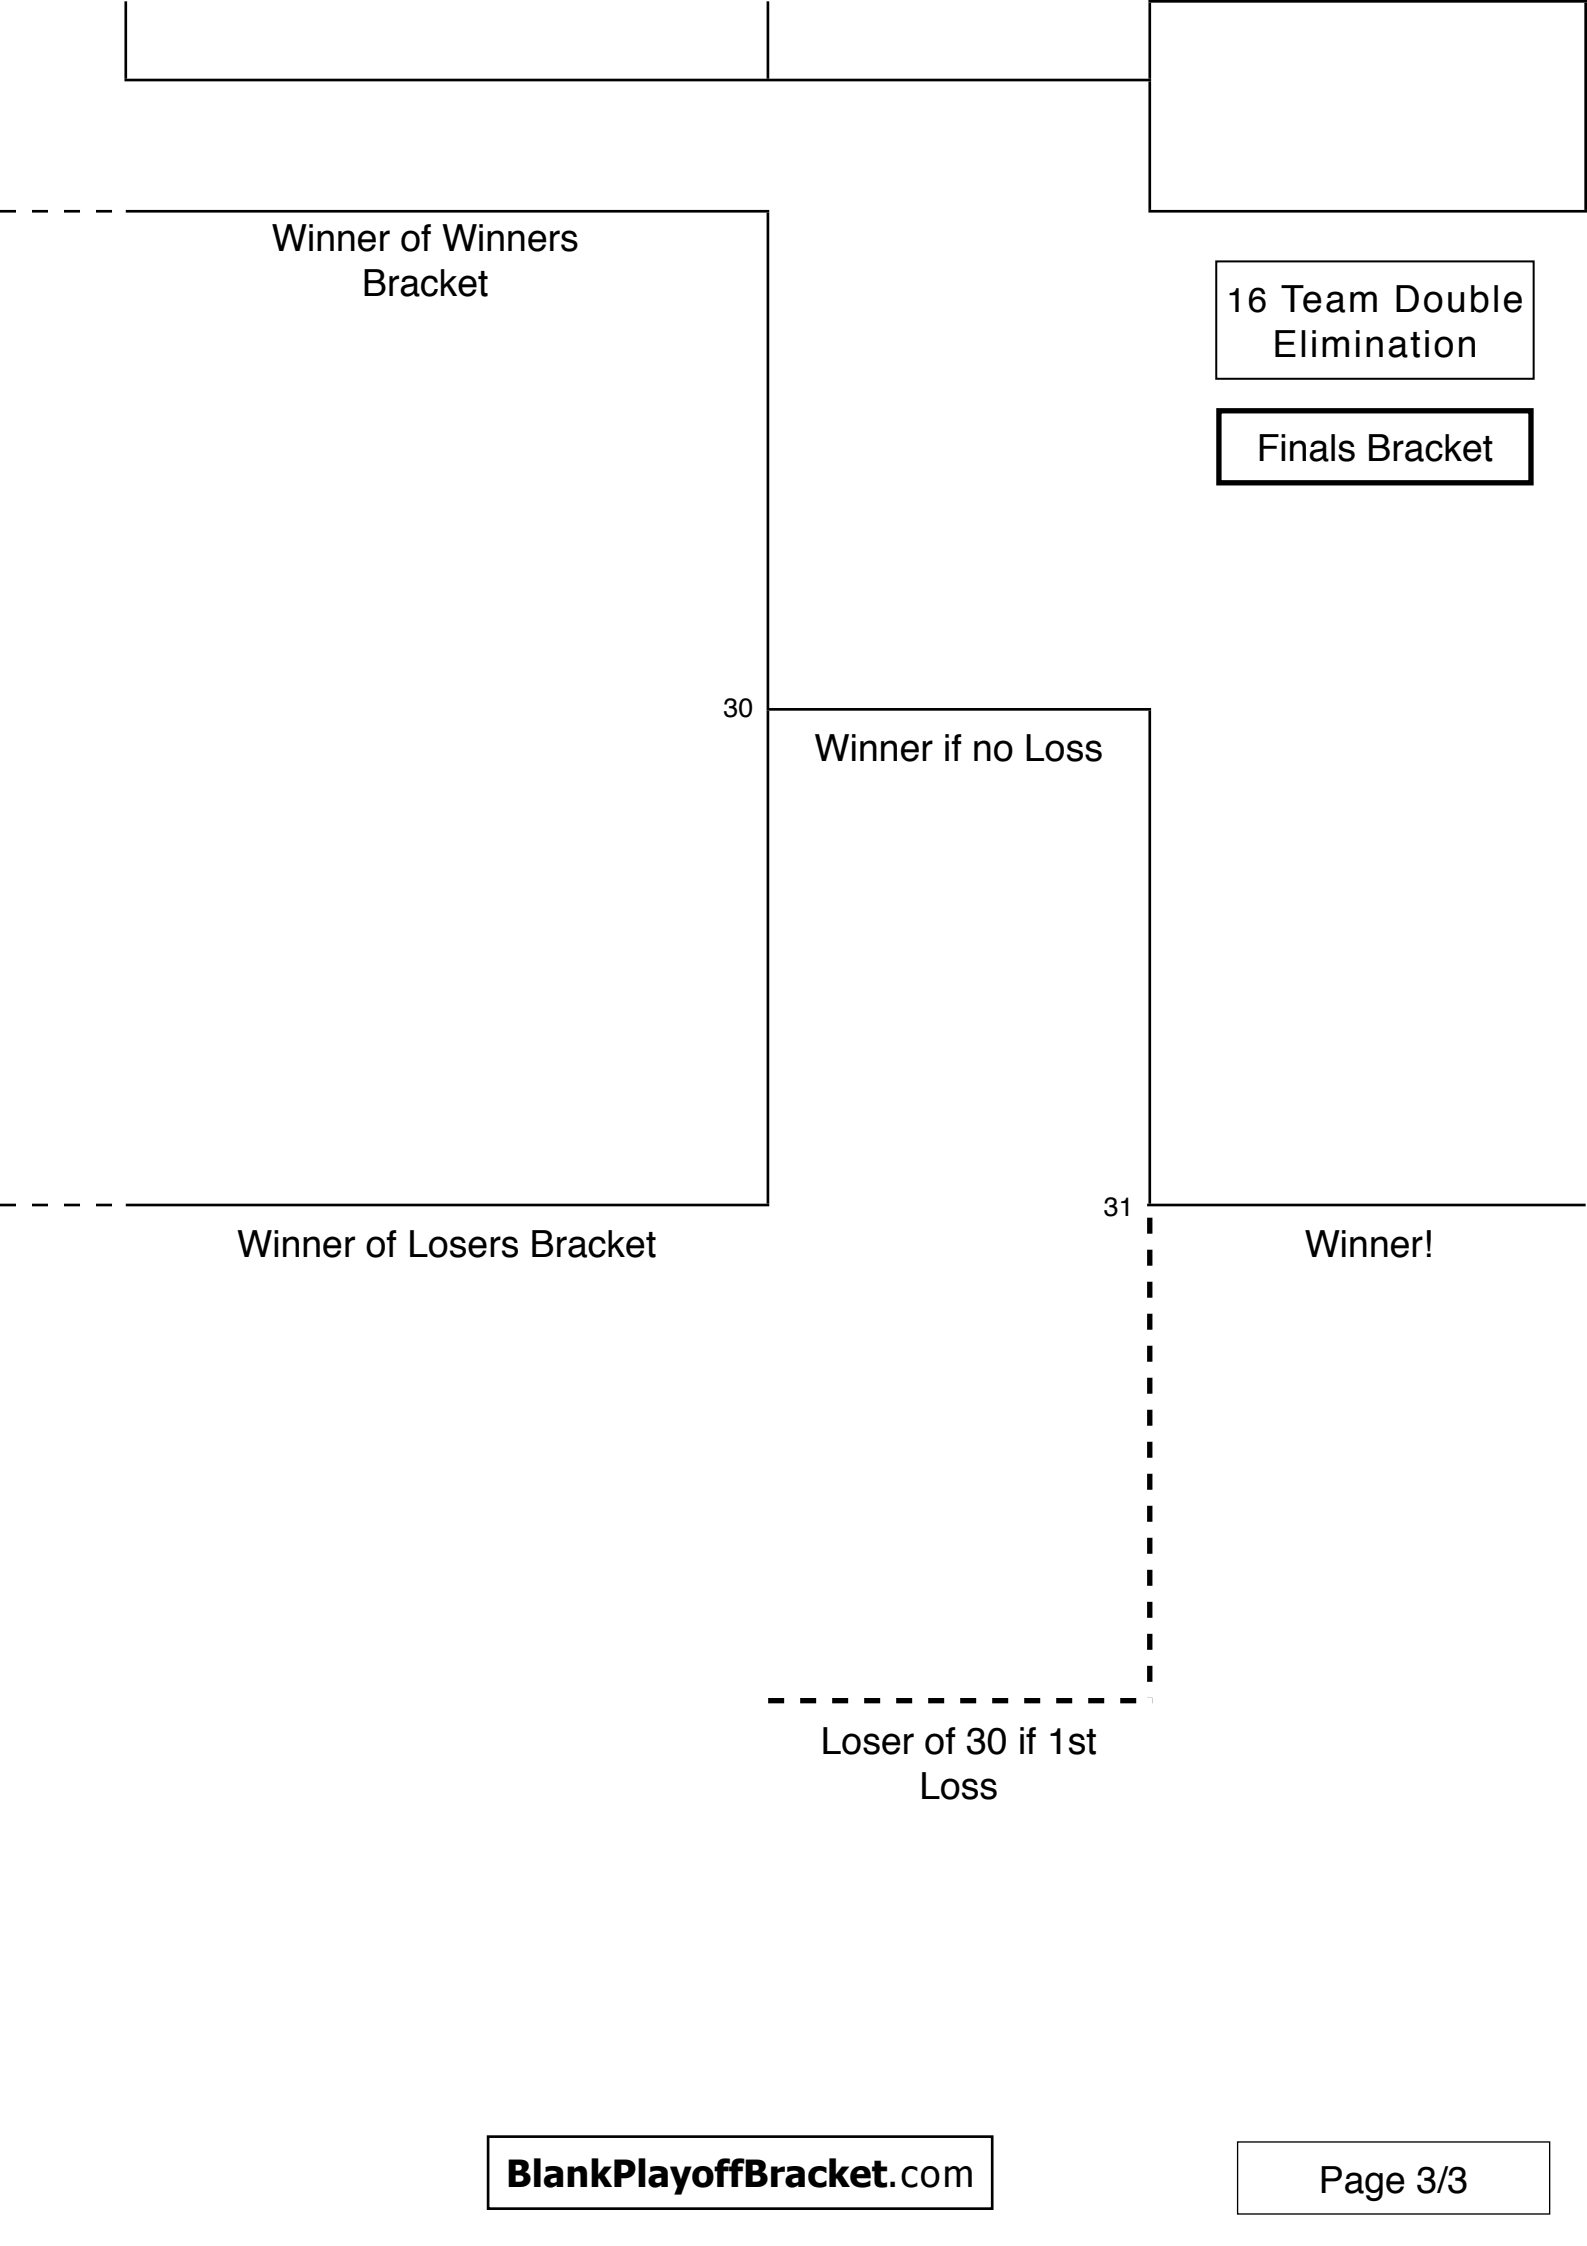 Winner of Winners
Bracket
16 Team Double
Elimination
Finals Bracket
30
Winner if no Loss
31
Winner of Losers Bracket
Winner!
Loser of 30 if 1st
Loss
BlankPlayoffBracket.com
Page 3/3